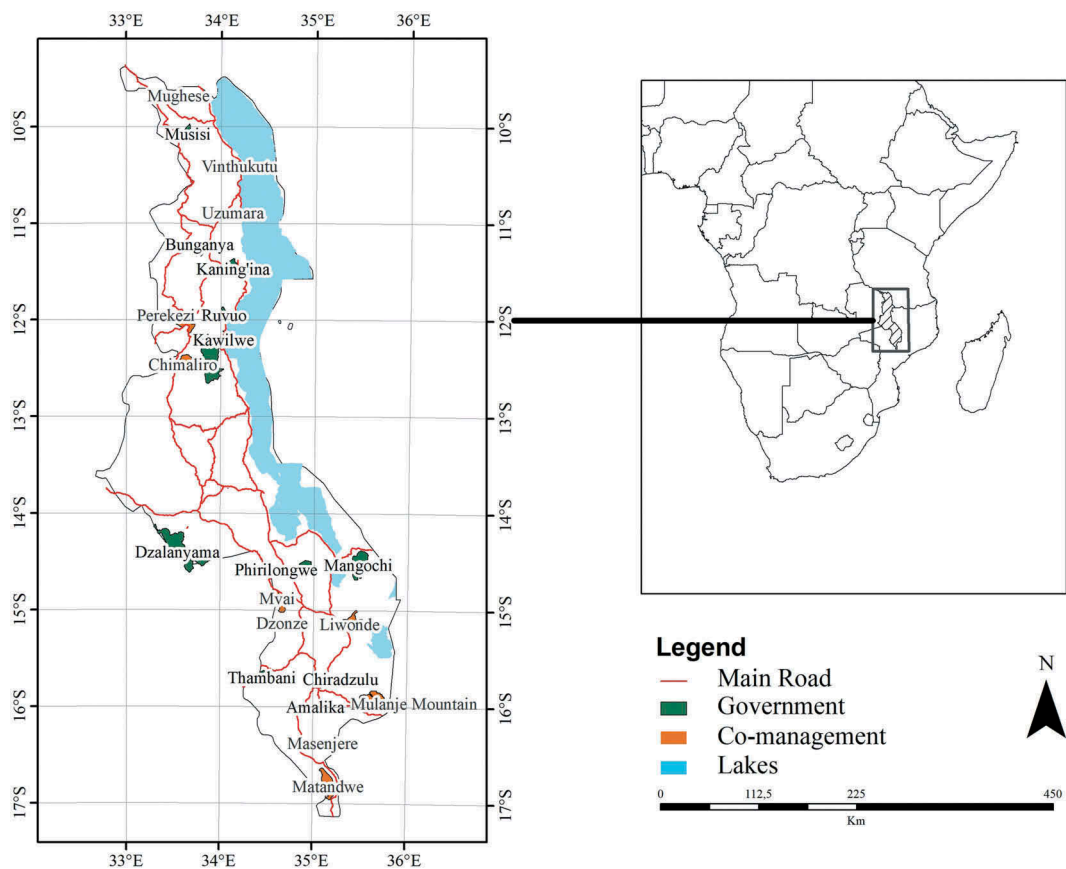 33°E 34°E 35°E 36°E
10°S 10°S
11°S 11°S
12°S 12°S
13°S 13°S
14°S 14°S
15°S 15°S
16°S 16°S
17°S 17°S
Mughese
Musisi
Vinthukutu
Uzumara
Bunganya
Kaning'ina
Perekezi Ruvuo
Kawilwe
Chimaliro
Dzalanyama
Phirilongwe Mangochi
Mvai
Dzonze Liwonde
Thambani Chiradzulu
Amalika Mulanje Mountain
Masenjere
Matandwe
33°E 34°E 35°E 36°E
Legend
Main Road
Government
Co-management
Lakes
N
0 112,5 225 450
Km